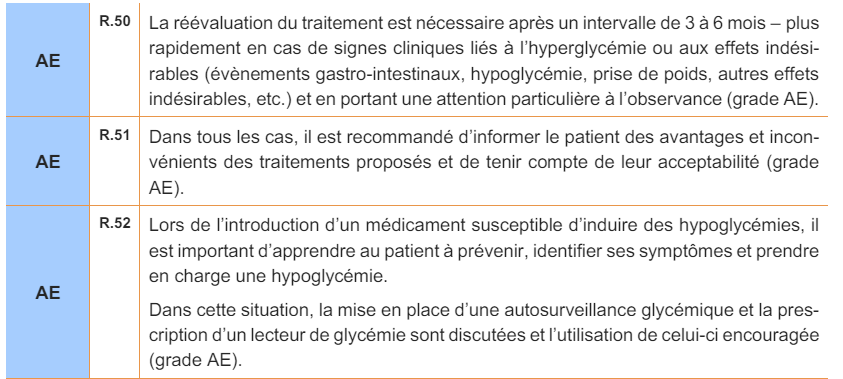 R.50 La réévaluation du traitement est nécessaire après un intervalle de 3 à 6 mois – plus
rapidement en cas de signes cliniques liés à l’hyperglycémie ou aux effets indési-
AE
rables (évènements gastro-intestinaux, hypoglycémie, prise de poids, autres effets
indésirables, etc.) et en portant une attention particulière à l’observance (grade AE).
R.51 Dans tous les cas, il est recommandé d’informer le patient des avantages et incon-
AE vénients des traitements proposés et de tenir compte de leur acceptabilité (grade
AE).
R.52 Lors de l’introduction d’un médicament susceptible d’induire des hypoglycémies, il
est important d’apprendre au patient à prévenir, identifier ses symptômes et prendre
en charge une hypoglycémie.
AE
Dans cette situation, la mise en place d’une autosurveillance glycémique et la pres-
cription d’un lecteur de glycémie sont discutées et l’utilisation de celui-ci encouragée
(grade AE).